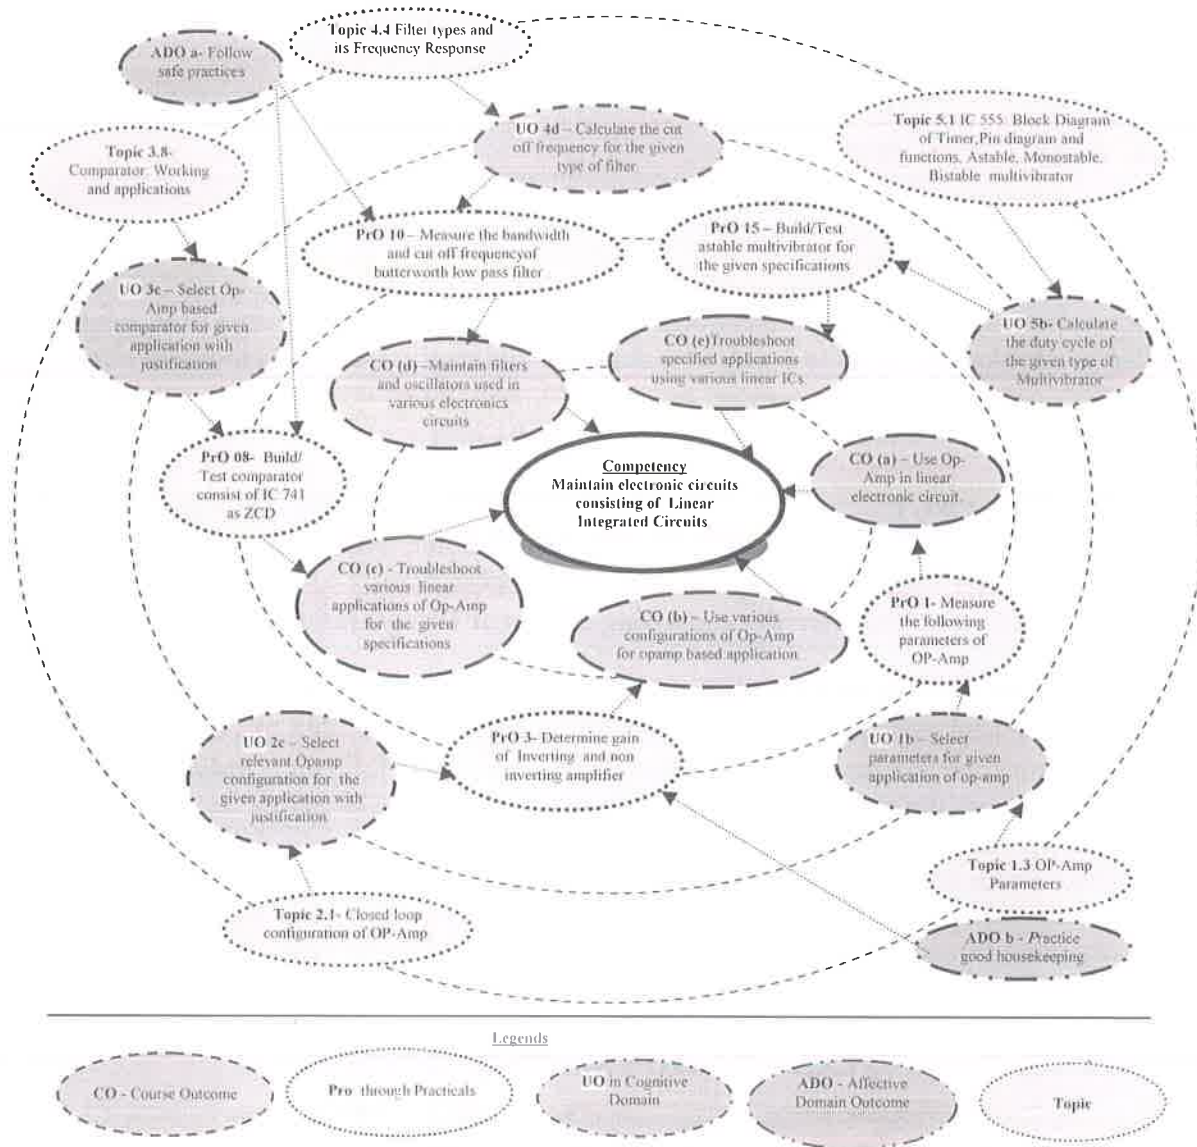 Topic 4.4 Filter types and
its Frequency Response
ADO a- Follow
safe practices
Topic 5.1 IC 555: Block Diagram
of Timer,Pin diagram and
functions, Astable, Monostable,
Bistable multivibrator
UO 4d – Calculate the cut
off frequency for the given
type of filter.
Topic 3.8-
Comparator: Working
and applications
PrO 10 – Measure the bandwidth
and cut off frequencyof
butterworth low pass filter
PrO 15 – Build/Test
astable multivibrator for
the given specifications
UO 3c – Select Op-
Amp based
comparator for given
application with
justification
UO 5b- Calculate
the duty cycle of
the given type of
Multivibrator
CO (d) –Maintain filters
and oscillators used in
various electronics
circuits
CO (e)Troubleshoot
specified applications
using various linear ICs.
PrO 08- Build/
Test comparator
consist of IC 741
as ZCD
Competency
Maintain electronic circuits
consisting of Linear
Integrated Circuits
CO (a) – Use Op-
Amp in linear
electronic circuit.
CO (c) - Troubleshoot
various linear
applications of Op-Amp
for the given
specifications
CO (b) – Use various
configurations of Op-Amp
for opamp based application
PrO 1- Measure
the following
parameters of
OP-Amp
UO 2c – Select
relevant Opamp
configuration for the
given application with
justification
PrO 3- Determine gain
of Inverting and non
inverting amplifier
UO 1b – Select
parameters for given
application of op-amp
Topic 1.3 OP-Amp
Parameters
Topic 2.1- Closed loop
configuration of OP-Amp
ADO b - Practice
good housekeeping
Legends
CO - Course Outcome
Pro through Practicals
UO in Cognitive
Domain
ADO - Affective
Domain Outcome
Topic